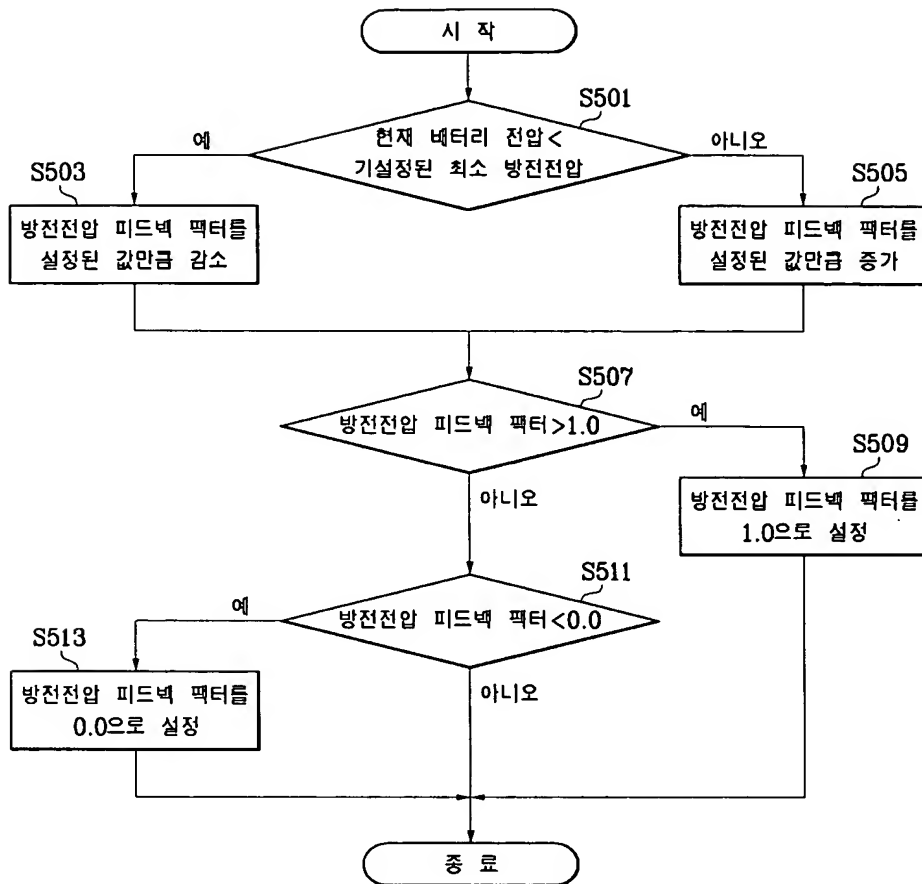 시 작
S501
현재 배터리 전압<
기설정된 최소 방전전압
예
아니오
S503
방전전압 피드백 팩터를
설정된 값만큼 감소
S505
방전전압 피드백 팩터를
설정된 값만큼 증가
S507
방전전압 피드백 팩터>1.0
예
아니오
S509
방전전압 피드백 팩터를
1.0으로 설정
S511
방전전압 피드백 팩터<0.0
예
아니오
S513
방전전압 피드백 팩터를
0.0으로 설정
종 료